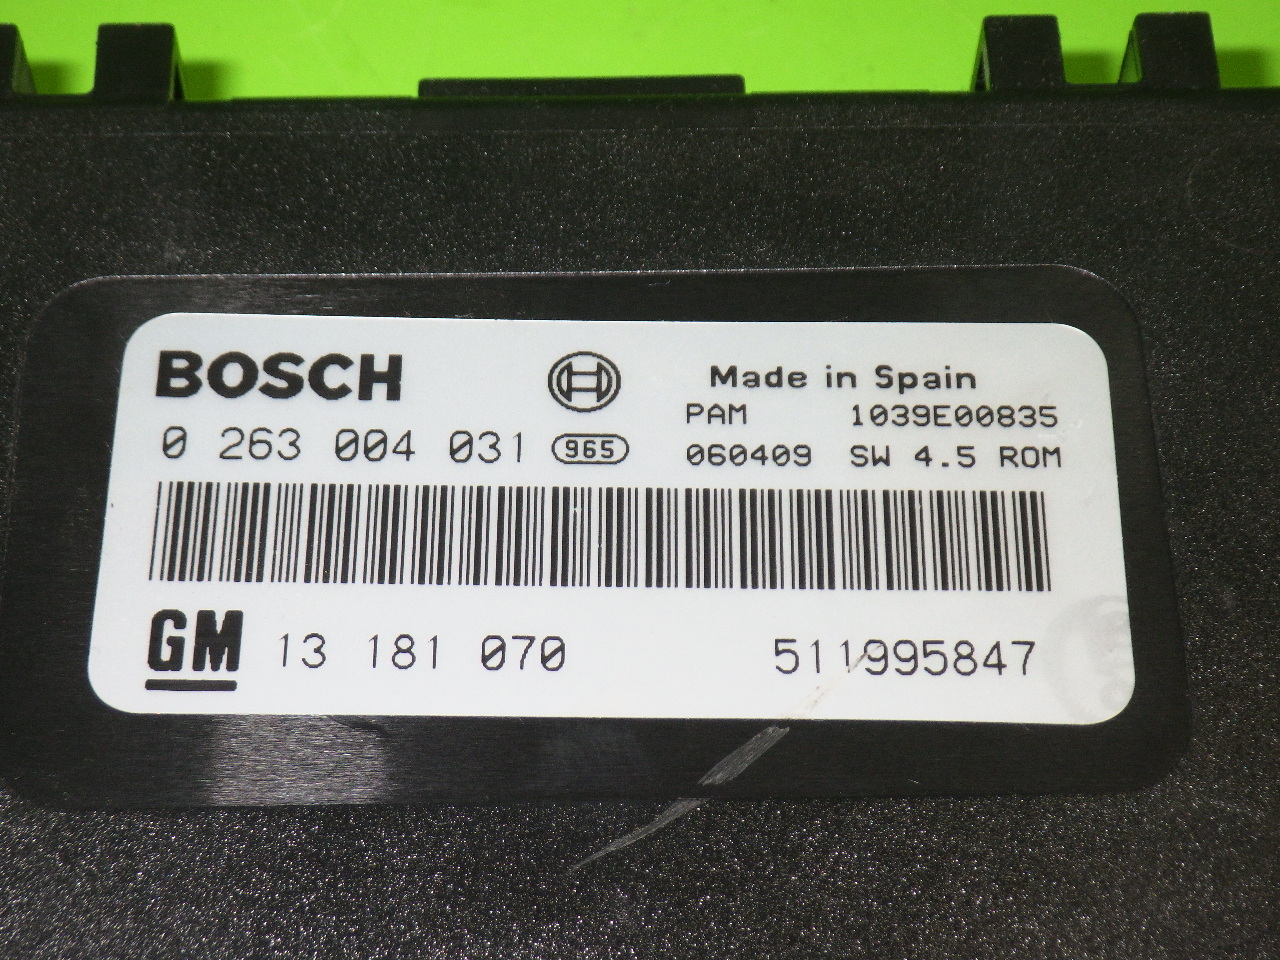 BOSCH
Made in Spain
PAM 1039E00835
0 263 004 031 965
060409 SW 4.5 ROM
GM 13 181 070 511995847